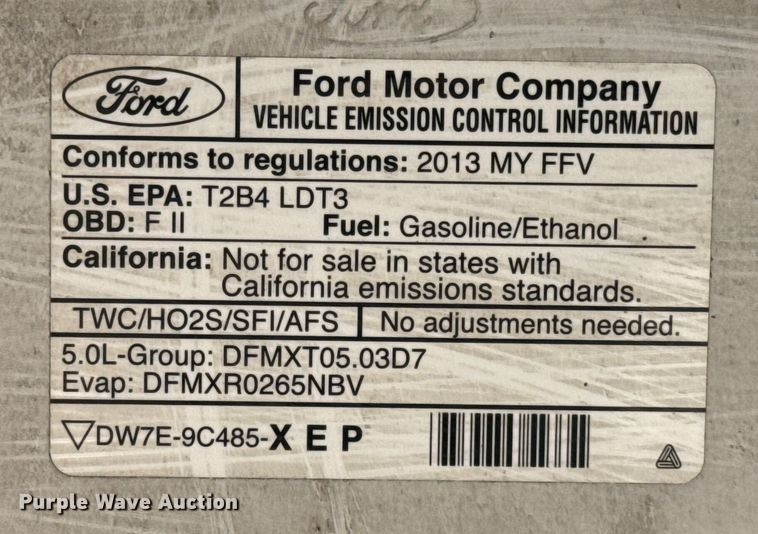 Ford
Ford Motor Company
VEHICLE EMISSION CONTROL INFORMATION
Conforms to regulations: 2013 MY FFV
U.S. EPA: T2B4 LDT3
OBD: F II Fuel: Gasoline/Ethanol
California: Not for sale in states with
California emissions standards.
TWC/HO2S/SFI/AFS No adjustments needed.
5.0L-Group: DFMXT05.03D7
Evap: DFMXR0265NBV
▽DW7E-9C485-X E P
Purple Wave Auction